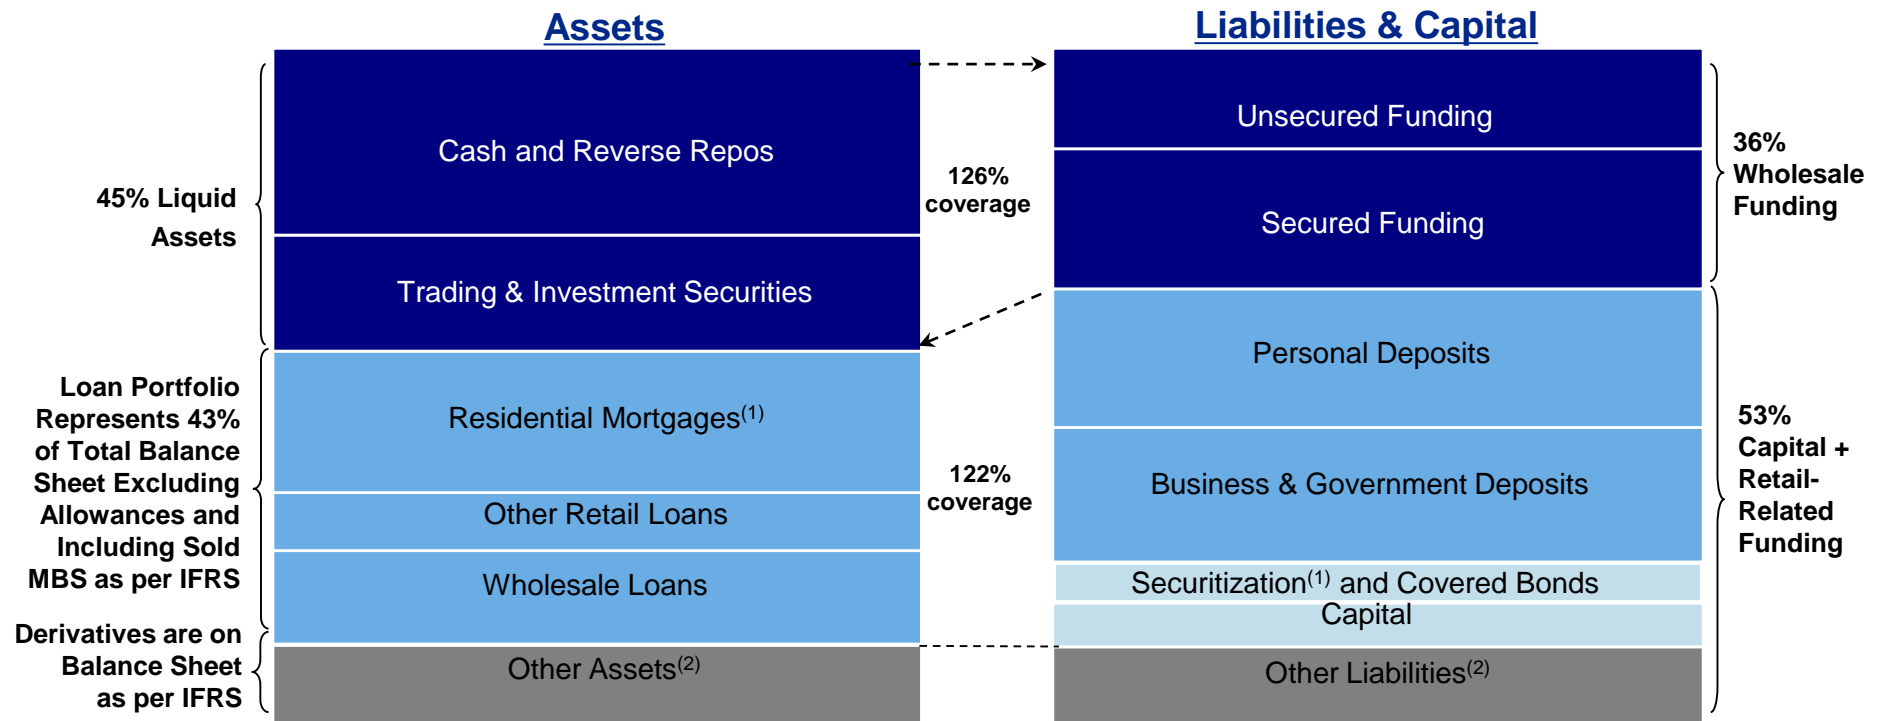 Assets
Liabilities & Capital
45% Liquid
Assets
Cash and Reverse Repos
Trading & Investment Securities
126%
coverage
Unsecured Funding
Secured Funding
36%
Wholesale
Funding
Loan Portfolio
Represents 43%
of Total Balance
Sheet Excluding
Allowances and
Including Sold
MBS as per IFRS
Residential Mortgages(1)
Other Retail Loans
Wholesale Loans
122%
coverage
Personal Deposits
Business & Government Deposits
Securitization(1) and Covered Bonds
Capital
53%
Capital +
Retail-
Related
Funding
Derivatives are on
Balance Sheet
as per IFRS
Other Assets(2)
Other Liabilities(2)